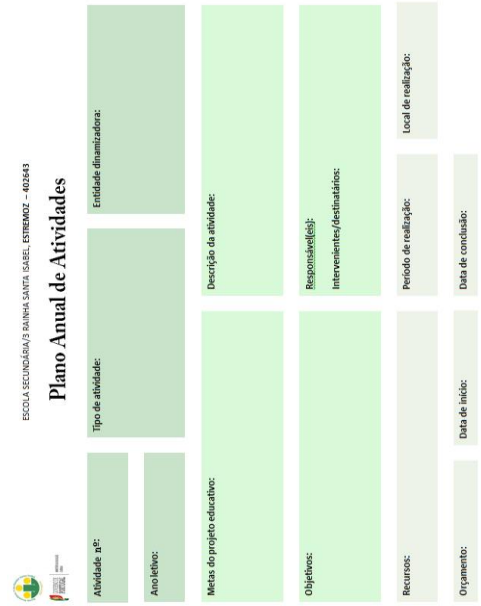 ESCOLA SECUNDÁRIA/3 RAINHA SANTA ISABEL, ESTREMOZ – 402643
Plano Anual de Atividades
Atividade nº:
Tipo de atividade:
Entidade dinamizadora:
Ano letivo:
Metas do projeto educativo:
Descrição da atividade:
Objetivos:
Responsável(eis):
Intervenientes/destinatários:
Recursos:
Período de realização:
Local de realização:
Orçamento:
Data de início:
Data de conclusão: